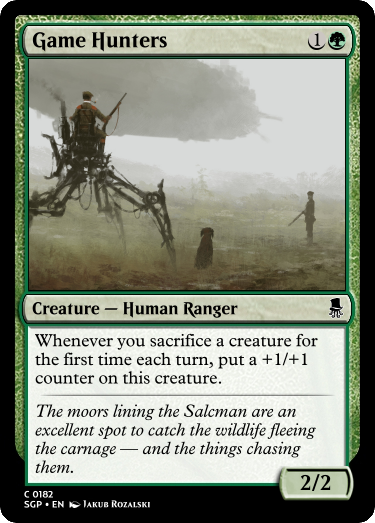 Game Hunters 1
Creature — Human Ranger
Whenever you sacrifice a creature for
the first time each turn, put a +1/+1
counter on this creature.
The moors lining the Salcman are an
excellent spot to catch the wildlife fleeing
the carnage — and the things chasing
them.
2/2
C 0182
SGP • EN Jakub Rozalski